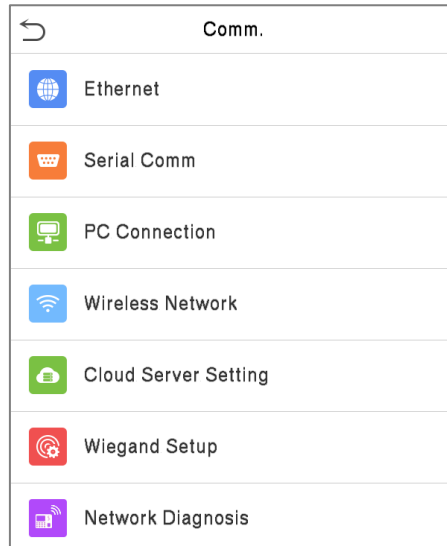 Comm.
Ethernet
Serial Comm
PC Connection
Wireless Network
Cloud Server Setting
Wiegand Setup
Network Diagnosis